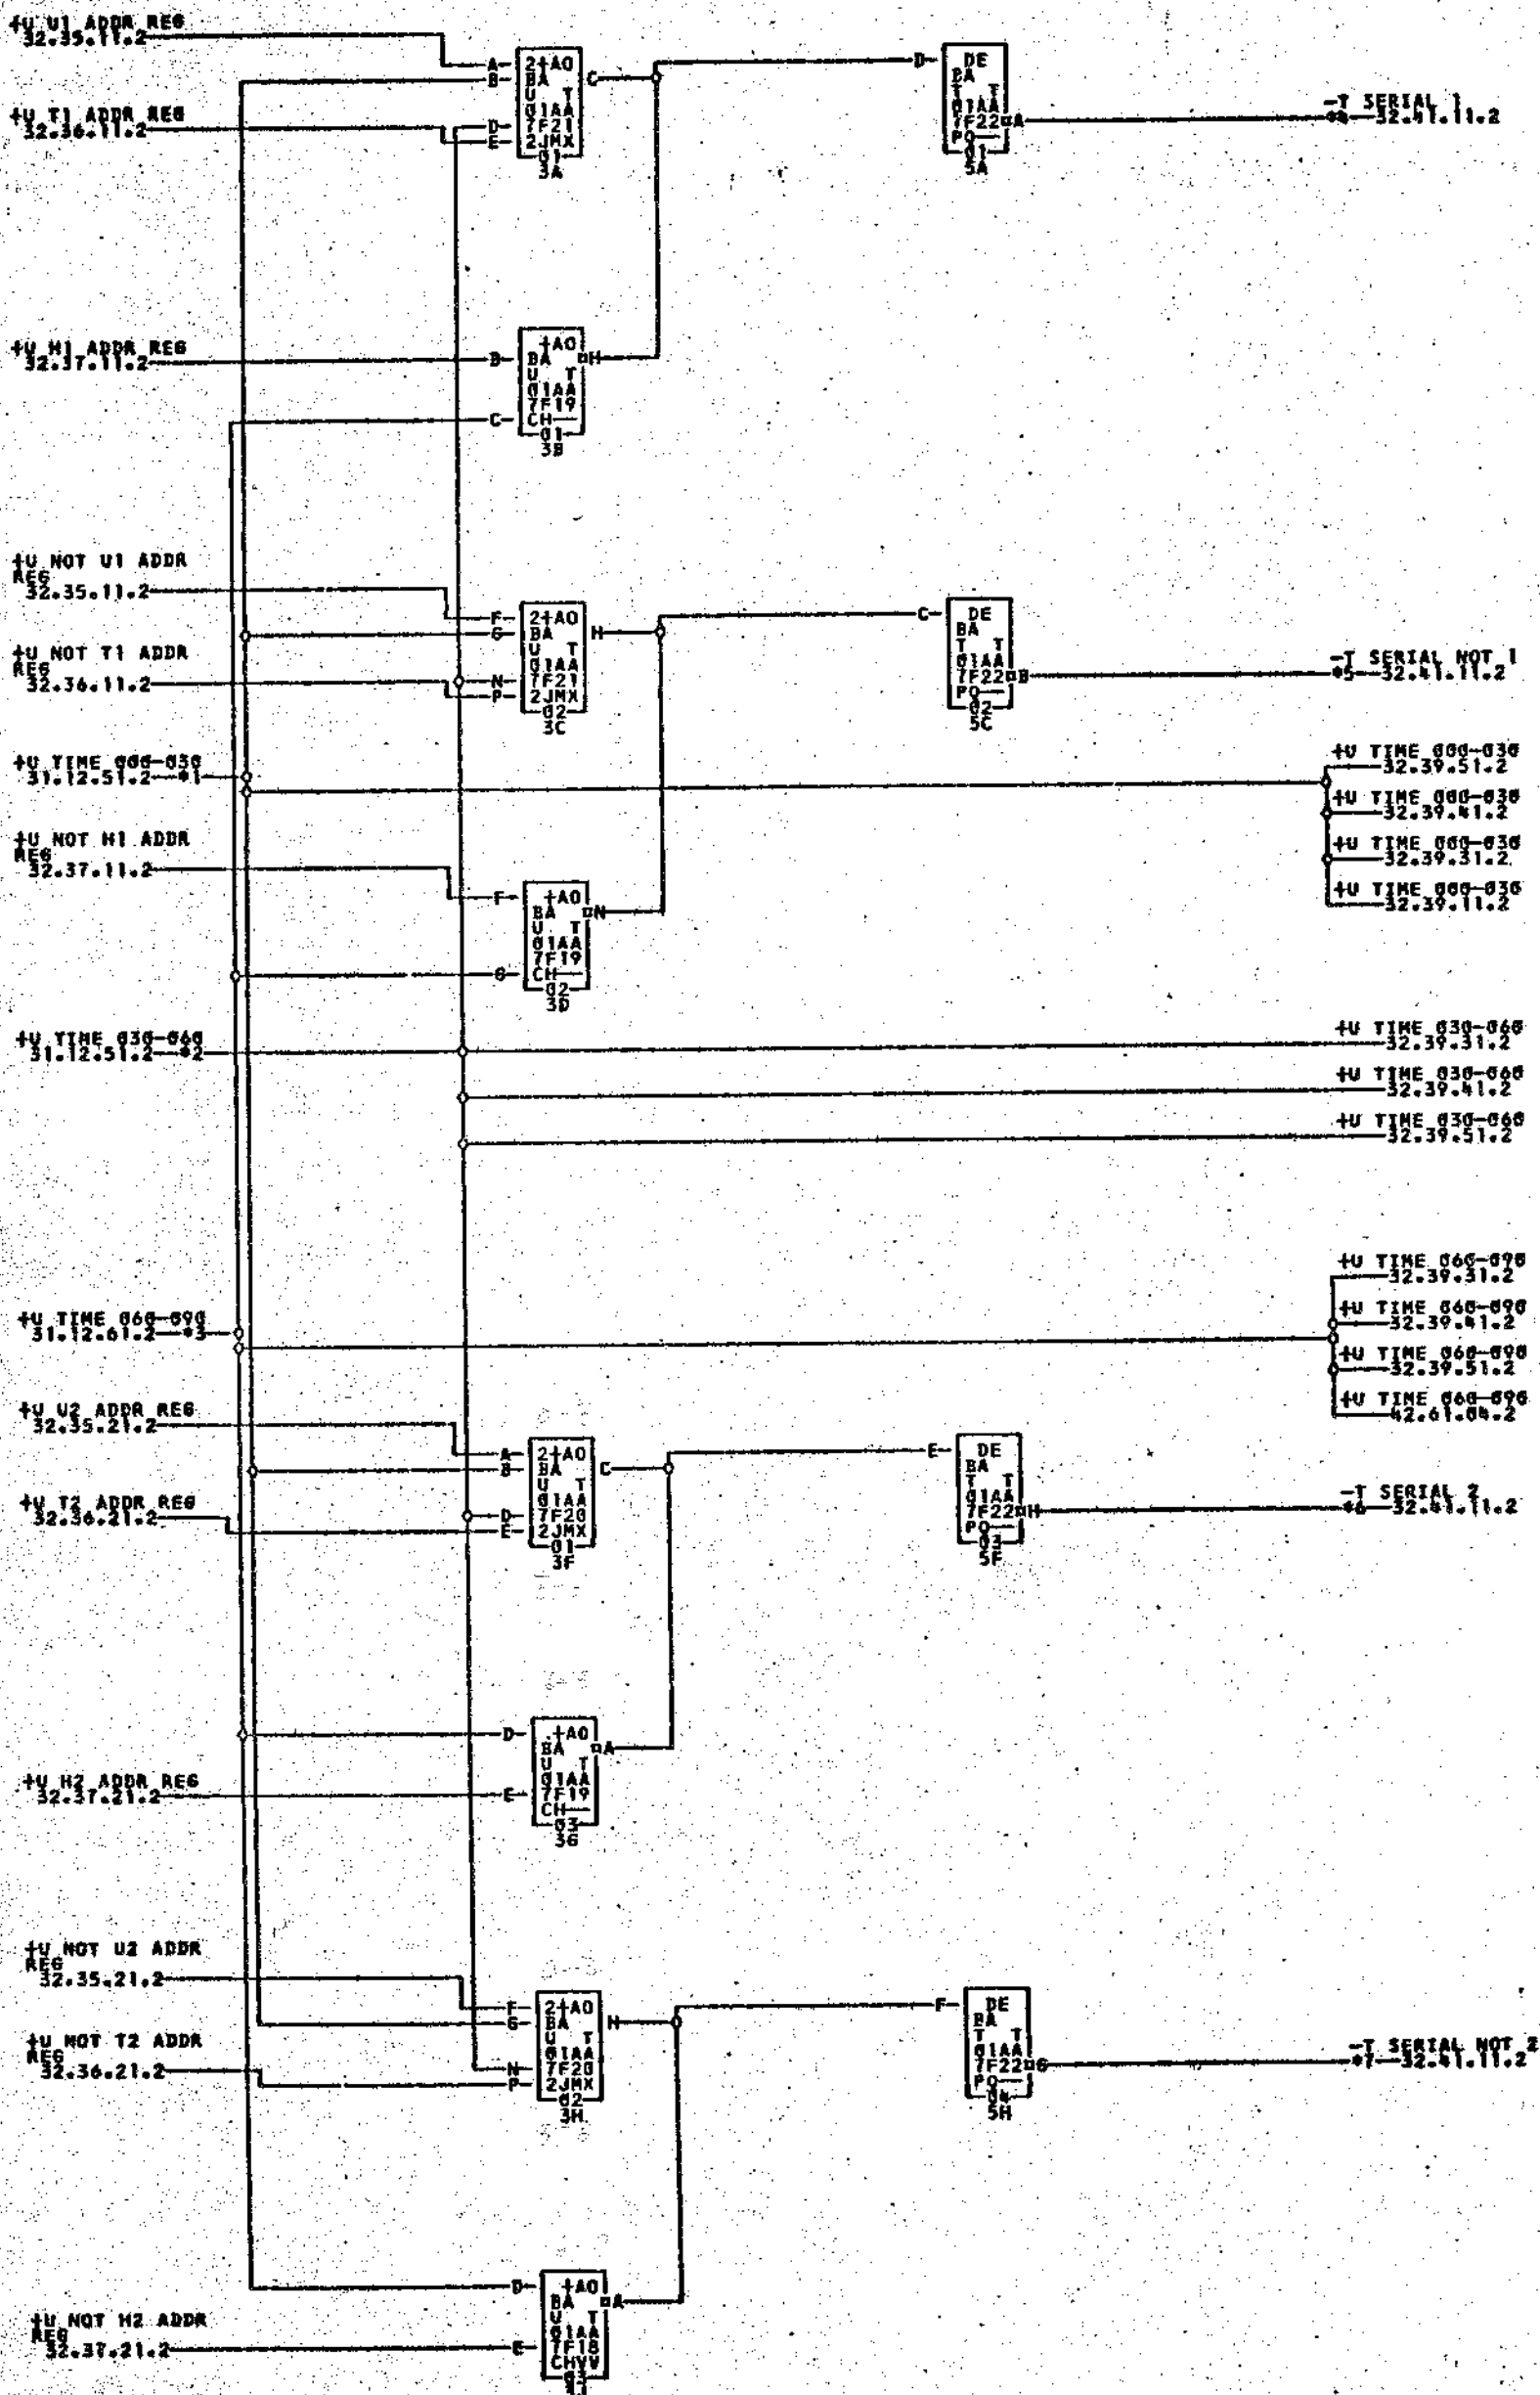 +U U1 ADDR REG
32.35.11.2
+U T1 ADDR REG
32.36.11.2
A
B
D
E
2+AO
BA
U T
01AA
7F21
2JMX
01
3A
C
D
DE
BA
T T
01AA
7F22 A
PQ
01
5A
-T SERIAL 1
*4 32.41.11.2
+U H1 ADDR REG
32.37.11.2
B
C
+AO
BA H
U T
01AA
7F19
CH
01
3B
+U NOT U1 ADDR
REG
32.35.11.2
+U NOT T1 ADDR
REG
32.36.11.2
F
G
N
P
2+AO
BA
U T
01AA
7F21
2JMX
02
3C
H
C
DE
BA
T T
01AA
7F22 B
PQ
02
5C
-T SERIAL NOT 1
*5 32.41.11.2
+U TIME 000-030
31.12.51.2 *1
+U TIME 000-030
32.39.51.2
+U TIME 000-030
32.39.41.2
+U TIME 000-030
32.39.31.2
+U TIME 000-030
32.39.11.2
+U NOT H1 ADDR
REG
32.37.11.2
F
G
+AO
BA N
U T
01AA
7F19
CH
02
3D
+U TIME 030-060
31.12.51.2 *2
+U TIME 030-060
32.39.31.2
+U TIME 030-060
32.39.41.2
+U TIME 030-060
32.39.51.2
+U TIME 060-090
31.12.61.2 *3
+U TIME 060-090
32.39.31.2
+U TIME 060-090
32.39.41.2
+U TIME 060-090
32.39.51.2
+U TIME 060-090
42.61.04.2
+U U2 ADDR REG
32.35.21.2
+U T2 ADDR REG
32.36.21.2
A
B
D
E
2+AO
BA
U T
01AA
7F20
2JMX
01
3F
C
E
DE
BA
T T
01AA
7F22 H
PQ
03
5F
-T SERIAL 2
*6 32.41.11.2
+U H2 ADDR REG
32.37.21.2
D
E
+AO
BA A
U T
01AA
7F19
CH
03
3G
+U NOT U2 ADDR
REG
32.35.21.2
+U NOT T2 ADDR
REG
32.36.21.2
F
G
N
P
2+AO
BA
U T
01AA
7F20
2JMX
02
3H
H
F
DE
BA
T T
01AA
7F22 G
PQ
04
5H
-T SERIAL NOT 2
*7 32.41.11.2
+U NOT H2 ADDR
REG
32.37.21.2
D
E
+AO
BA A
U T
01AA
7F18
CHVV
03